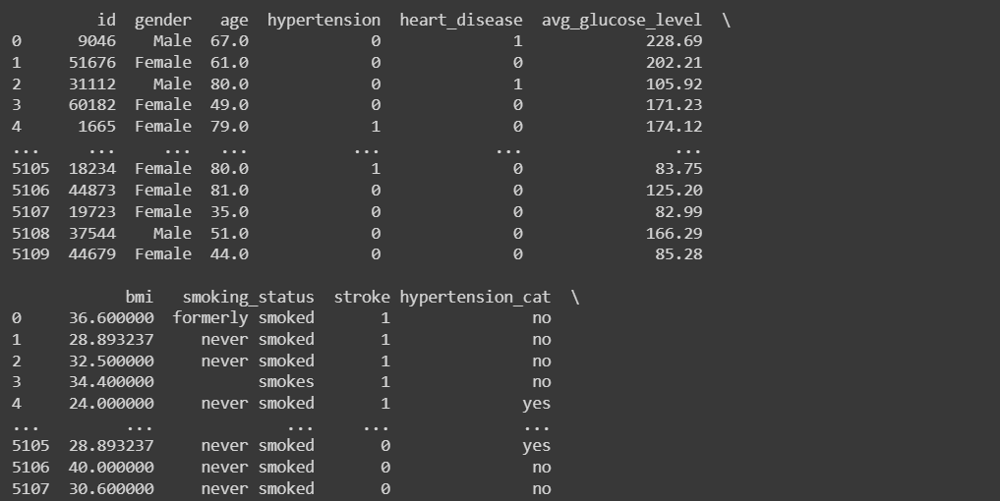 id  gender   age  hypertension  heart_disease  avg_glucose_level  \
0      9046    Male  67.0             0              1             228.69
1     51676  Female  61.0             0              0             202.21
2     31112    Male  80.0             0              1             105.92
3     60182  Female  49.0             0              0             171.23
4      1665  Female  79.0             1              0             174.12
...     ...     ...   ...           ...            ...                ...
5105  18234  Female  80.0             1              0              83.75
5106  44873  Female  81.0             0              0             125.20
5107  19723  Female  35.0             0              0              82.99
5108  37544    Male  51.0             0              0             166.29
5109  44679  Female  44.0             0              0              85.28

            bmi   smoking_status  stroke hypertension_cat  \
0     36.600000  formerly smoked       1               no
1     28.893237     never smoked       1               no
2     32.500000     never smoked       1               no
3     34.400000           smokes       1               no
4     24.000000     never smoked       1              yes
...         ...              ...     ...              ...
5105  28.893237     never smoked       0              yes
5106  40.000000     never smoked       0               no
5107  30.600000     never smoked       0               no